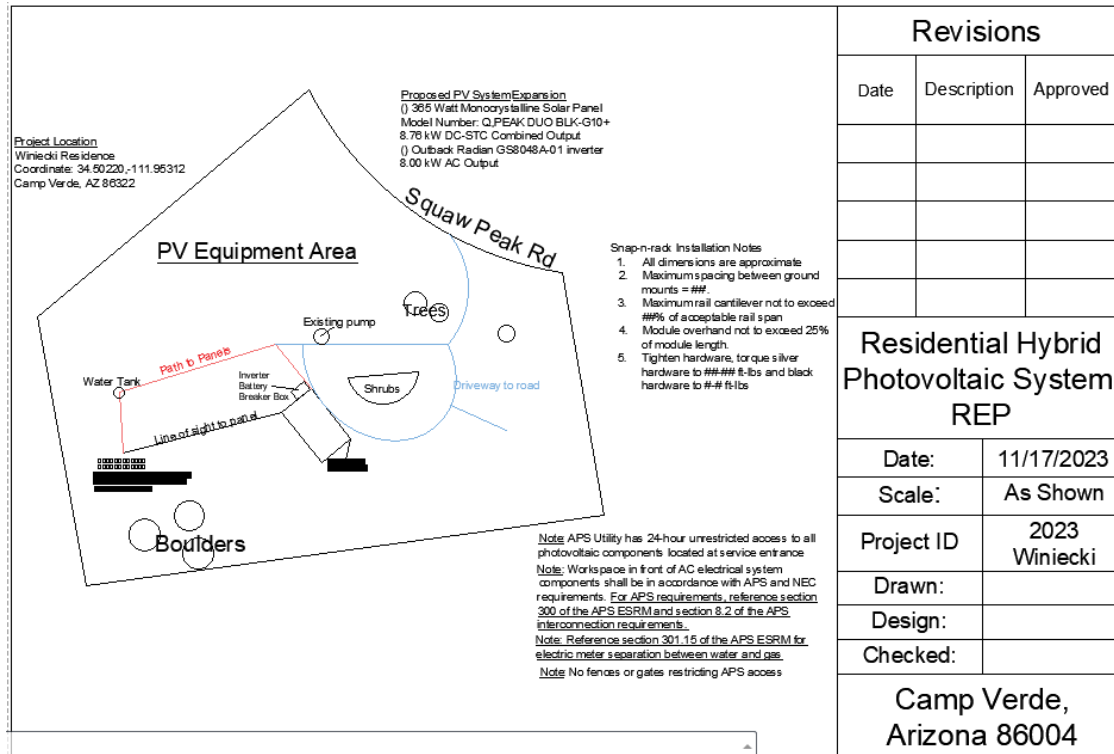 Project Location
Winiecki Residence
Coordinate: 34.50220,-111.95312
Camp Verde, AZ 86322
Proposed PV System Expansion
() 365 Watt Monocrystalline Solar Panel
Model Number: Q.PEAK DUO BLK-G10+
8.76 kW DC-STC Combined Output
() Outback Radian GS8048A-01 inverter
8.00 kW AC Output
Squaw Peak Rd
PV Equipment Area
Snap-n-rack Installation Notes
1. All dimensions are approximate
2. Maximum spacing between ground
mounts = ##'.
3. Maximum rail cantilever not to exceed
##% of acceptable rail span
4. Module overhand not to exceed 25%
of module length.
5. Tighten hardware, torque silver
hardware to ##-## ft-lbs and black
hardware to #-# ft-lbs
Trees
Existing pump
Path to Panels
Water Tank
Inverter
Battery
Breaker Box
Shrubs
Driveway to road
Line of sight to panel
Boulders
Note: APS Utility has 24-hour unrestricted access to all
photovoltaic components located at service entrance
Note: Workspace in front of AC electrical system
components shall be in accordance with APS and NEC
requirements. For APS requirements, reference section
300 of the APS ESRM and section 8.2 of the APS
interconnection requirements.
Note: Reference section 301.15 of the APS ESRM for
electric meter separation between water and gas
Note: No fences or gates restricting APS access
Revisions
Date Description Approved
Residential Hybrid
Photovoltaic System
REP
Date: 11/17/2023
Scale: As Shown
Project ID 2023
Winiecki
Drawn:
Design:
Checked:
Camp Verde,
Arizona 86004